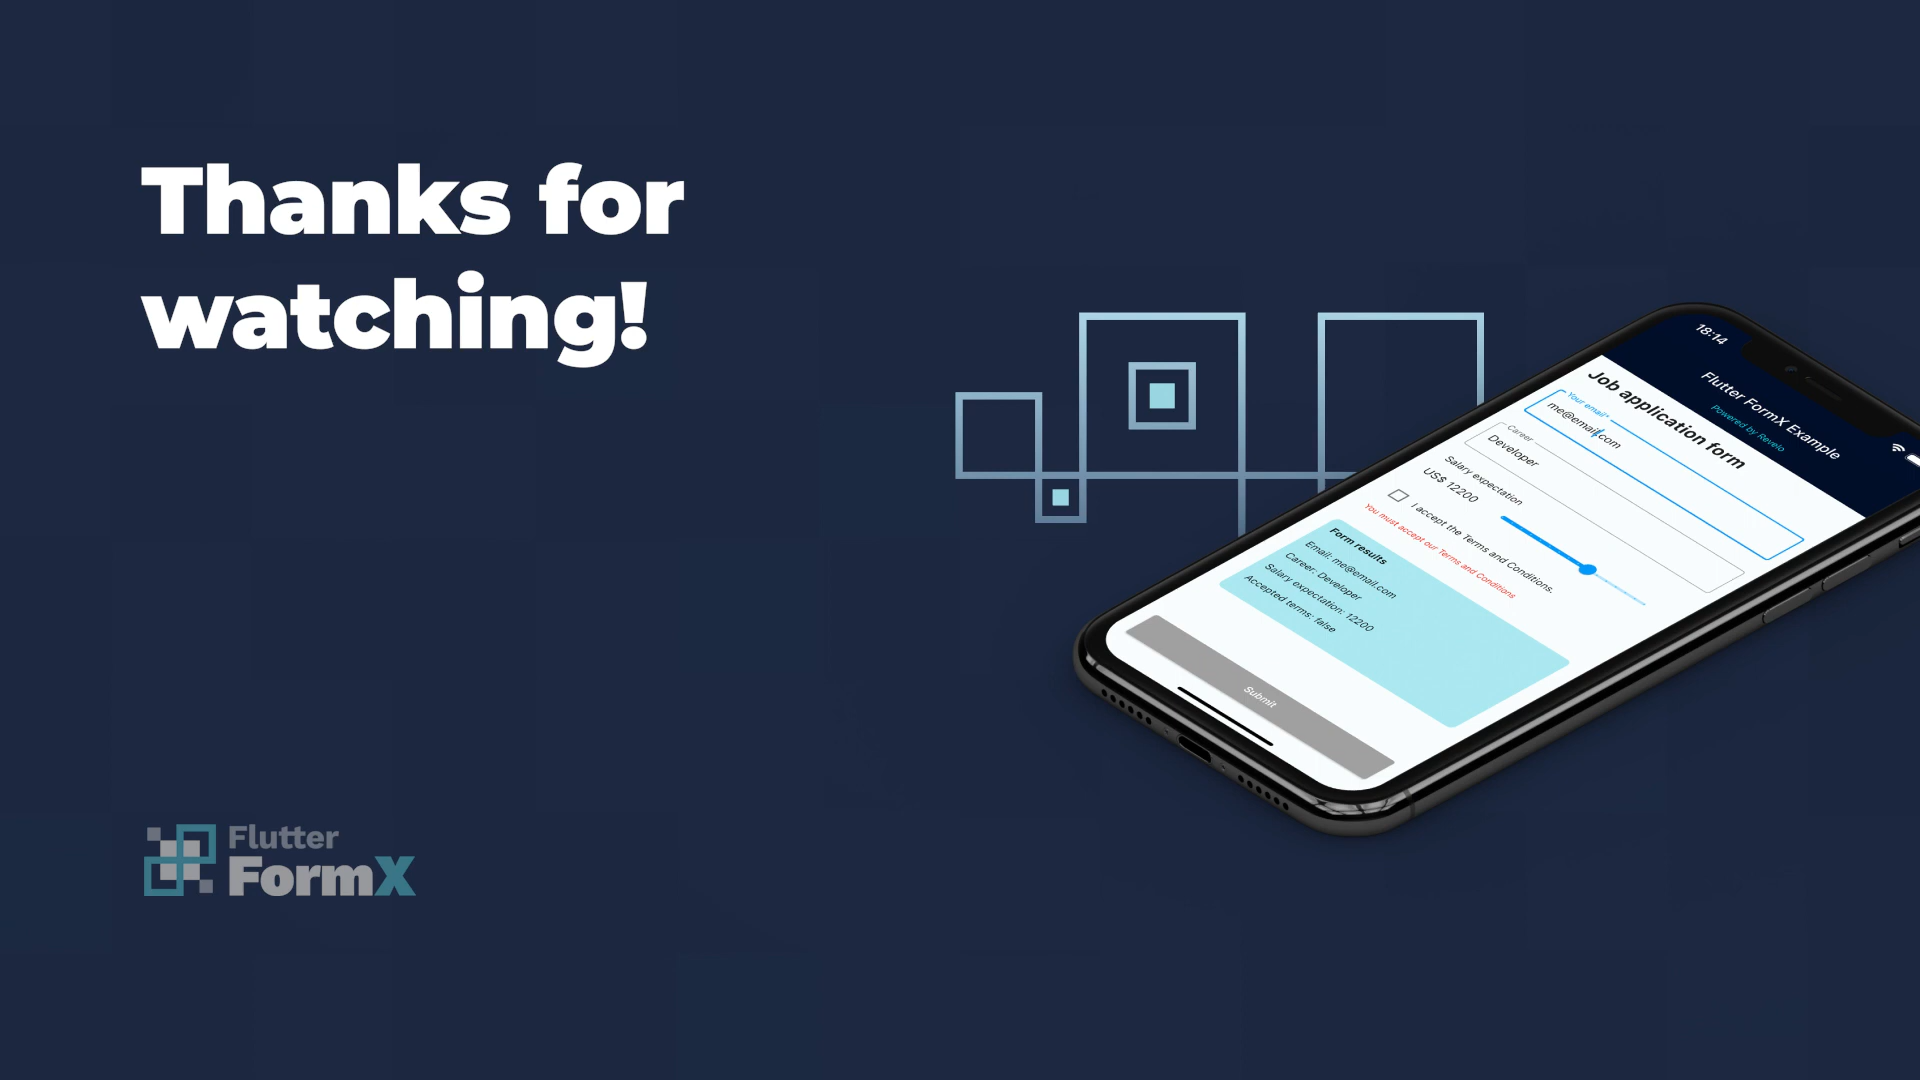 Thanks for
watching!
Flutter
FormX
18:14
Flutter FormX Example
Powered by Revelo
Job application form
Your email*
me@email.com
Career
Developer
Salary expectation
US$ 12200
I accept the Terms and Conditions.
You must accept our Terms and Conditions
Form results
Email: me@email.com
Career: Developer
Salary expectation: 12200
Accepted terms: false
Submit